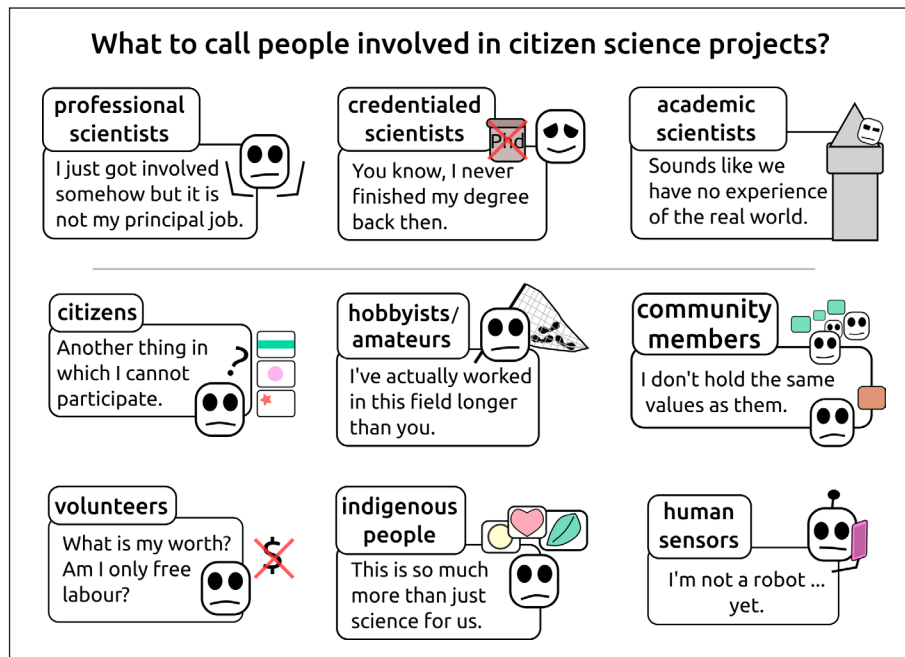 What to call people involved in citizen science projects?
professional
scientists
I just got involved
somehow but it is
not my principal job.
credentialed
scientists
Phd
You know, I never
finished my degree
back then.
academic
scientists
Sounds like we
have no experience
of the real world.
citizens
Another thing in
which I cannot
participate.
?
hobbyists/
amateurs
I've actually worked
in this field longer
than you.
community
members
I don't hold the same
values as them.
volunteers
What is my worth?
Am I only free
labour?
$
indigenous
people
This is so much
more than just
science for us.
human
sensors
I'm not a robot ...
yet.